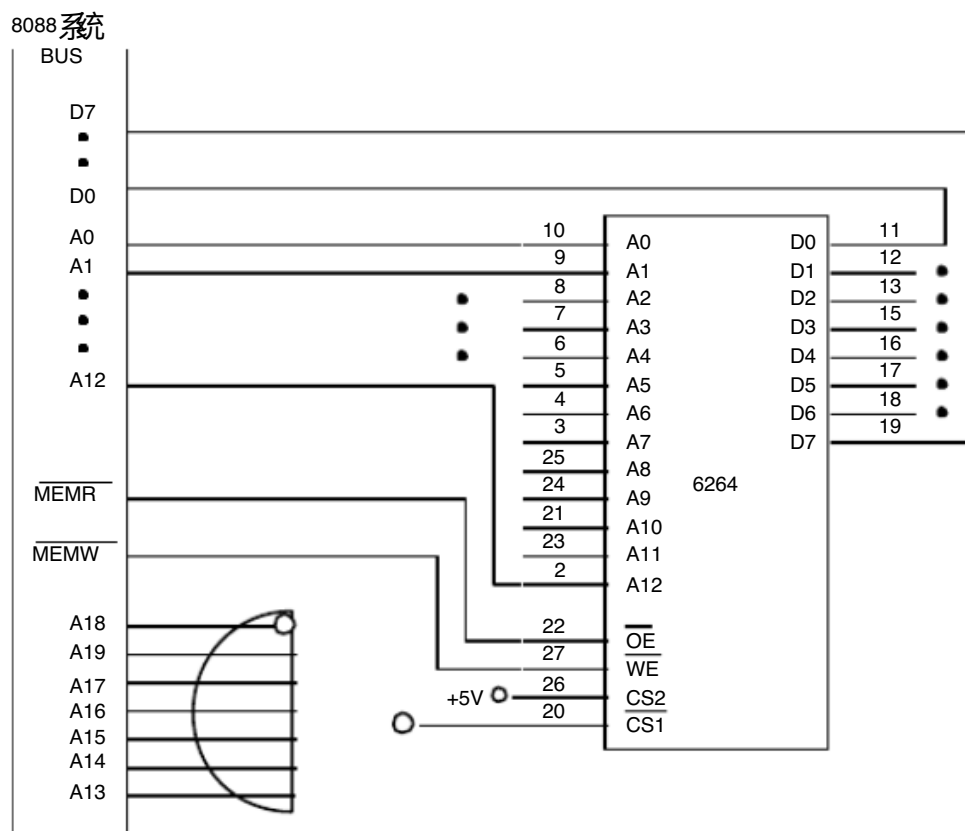 8088系统
BUS
D7
D0
A0
A1
A12
MEMR
MEMW
A18
A19
A17
A16
A15
A14
A13
10 A0 D0 11
9 A1 D1 12
8 A2 D2 13
7 A3 D3 15
6 A4 D4 16
5 A5 D5 17
4 A6 D6 18
3 A7 D7 19
25 A8
24 A9 6264
21 A10
23 A11
2 A12
22 OE
27 WE
+5V 26 CS2
20 CS1